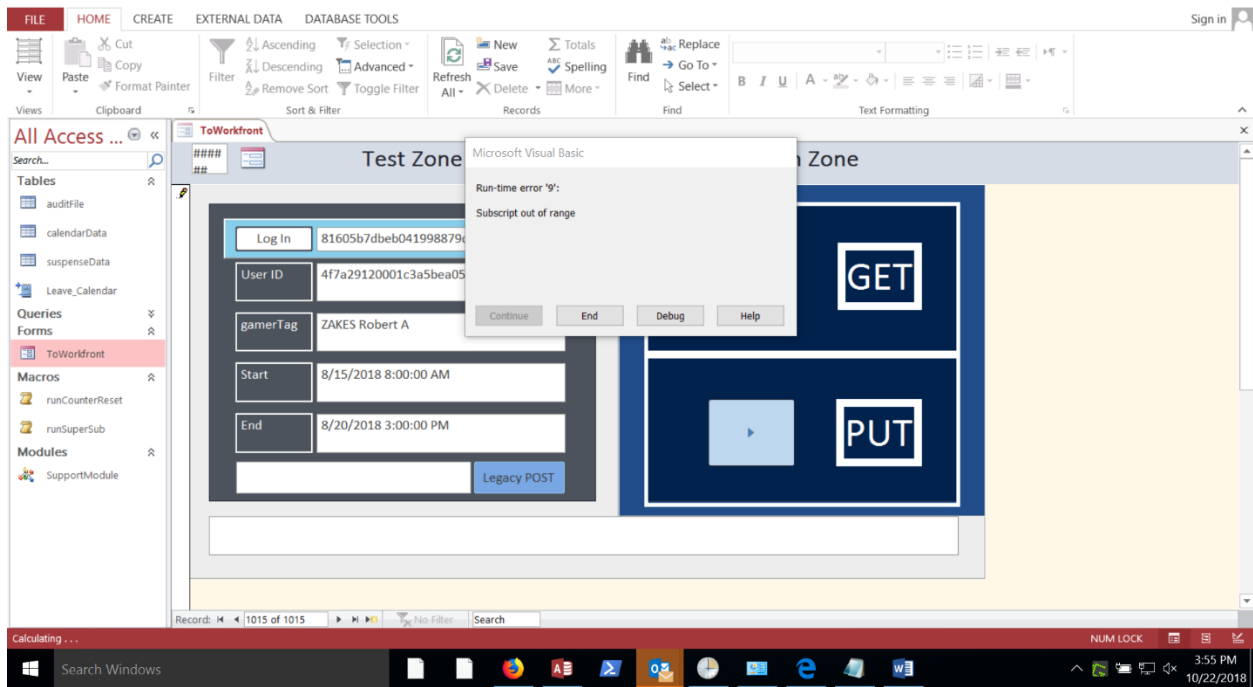 FILE HOME CREATE EXTERNAL DATA DATABASE TOOLS Sign in
View
Views
Paste
Cut
Copy
Format Painter
Clipboard
Filter
Ascending
Descending
Remove Sort
Selection
Advanced
Toggle Filter
Sort & Filter
Refresh
All
New
Save
Delete
Totals
Spelling
More
Records
Find
Replace
Go To
Select
Find
B I U A
Text Formatting
All Access ...
Search...
Tables
auditFile
calendarData
suspenseData
Leave_Calendar
Queries
Forms
ToWorkfront
Macros
runCounterReset
runSuperSub
Modules
SupportModule
ToWorkfront
####
##
Test Zone
Zone
Log In 81605b7dbeb041998879
User ID 4f7a29120001c3a5bea05
gamerTag ZAKES Robert A
Start 8/15/2018 8:00:00 AM
End 8/20/2018 3:00:00 PM
Legacy POST
GET
PUT
Microsoft Visual Basic
Run-time error '9':
Subscript out of range
Continue End Debug Help
Record: 1015 of 1015 No Filter Search
Calculating . . . NUM LOCK
Search Windows
3:55 PM
10/22/2018